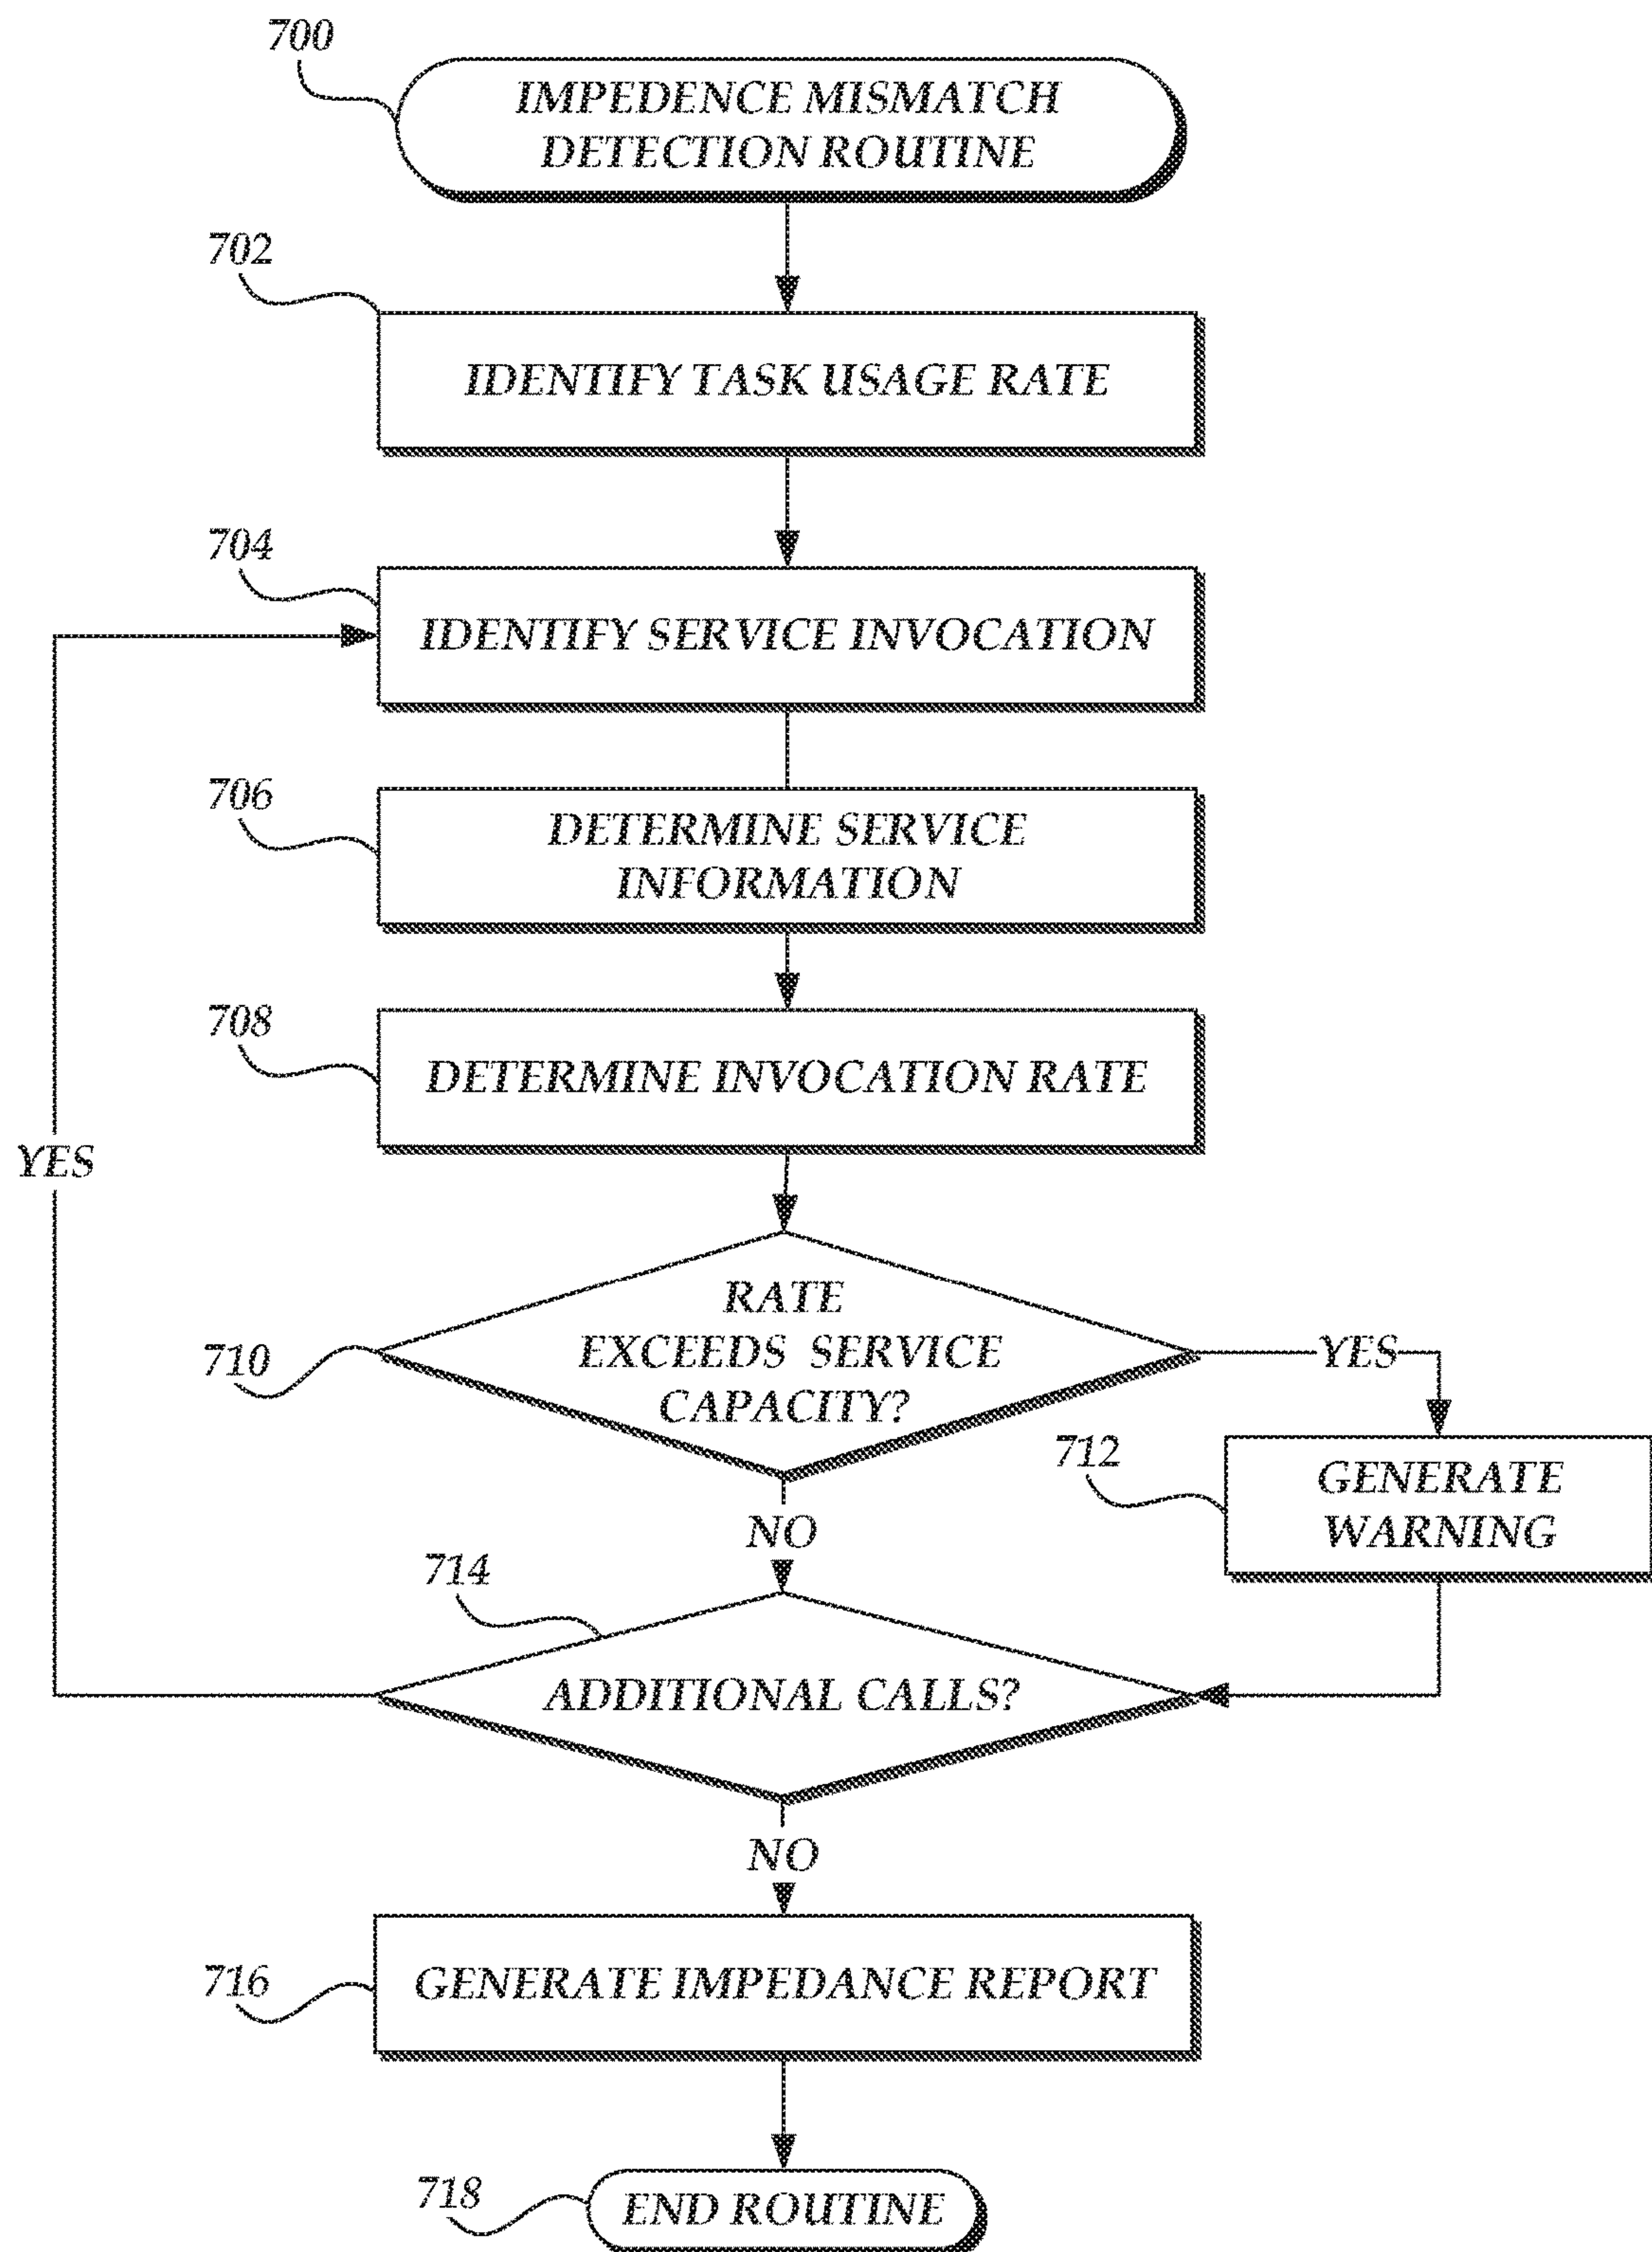 700
IMPEDENCE MISMATCH
DETECTION ROUTINE
702
IDENTIFY TASK USAGE RATE
704
IDENTIFY SERVICE INVOCATION
706
DETERMINE SERVICE
INFORMATION
708
DETERMINE INVOCATION RATE
YES
710
RATE
EXCEEDS SERVICE
CAPACITY?
YES
712
GENERATE
WARNING
NO
714
ADDITIONAL CALLS?
NO
716
GENERATE IMPEDANCE REPORT
718
END ROUTINE